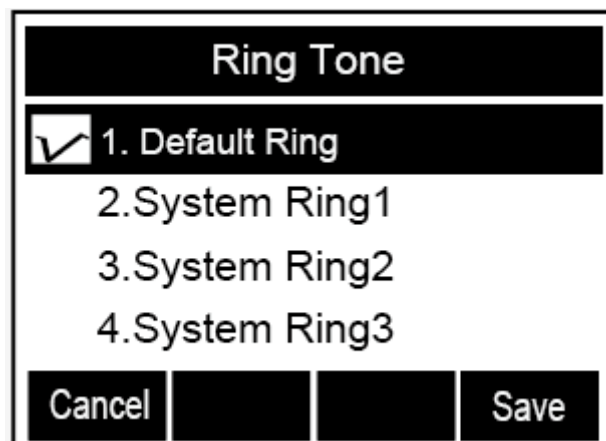 Ring Tone
1. Default Ring
2.System Ring1
3.System Ring2
4.System Ring3
Cancel Save